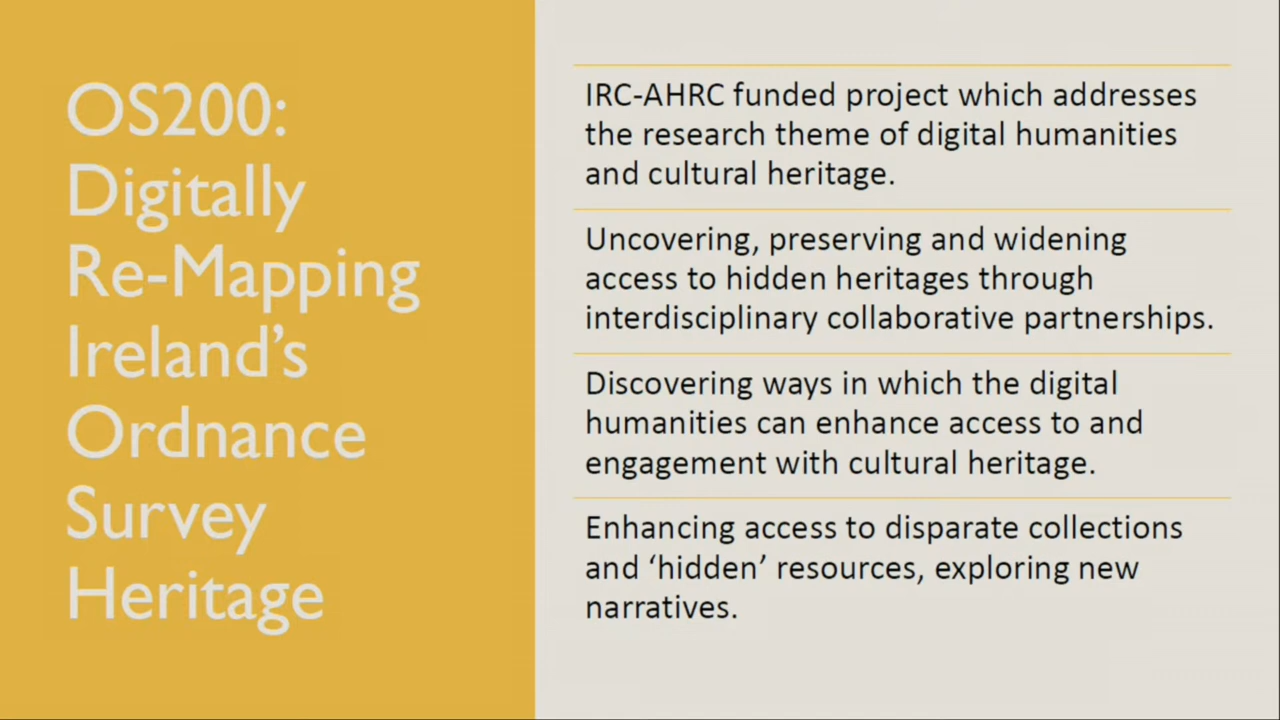 OS200:
Digitally
Re-Mapping
Ireland’s
Ordnance
Survey
Heritage
IRC-AHRC funded project which addresses
the research theme of digital humanities
and cultural heritage.
Uncovering, preserving and widening
access to hidden heritages through
interdisciplinary collaborative partnerships.
Discovering ways in which the digital
humanities can enhance access to and
engagement with cultural heritage.
Enhancing access to disparate collections
and ‘hidden’ resources, exploring new
narratives.